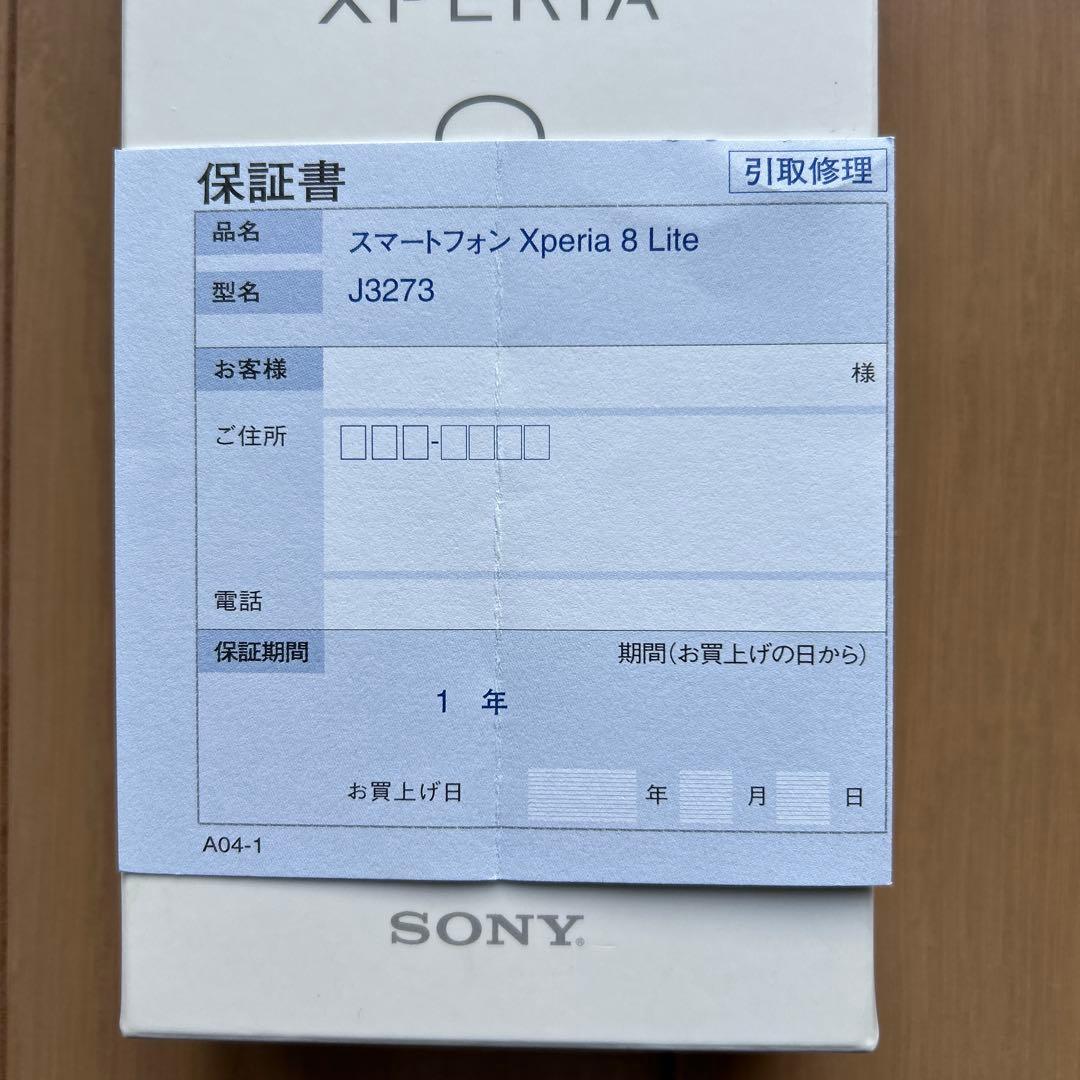 XPERIA
保証書
引取修理
品名 スマートフォン Xperia 8 Lite
型名 J3273
お客様 様
ご住所 □□□-□□□□
電話
保証期間 期間(お買上げの日から)
1 年
お買上げ日 年 月 日
A04-1
SONY®